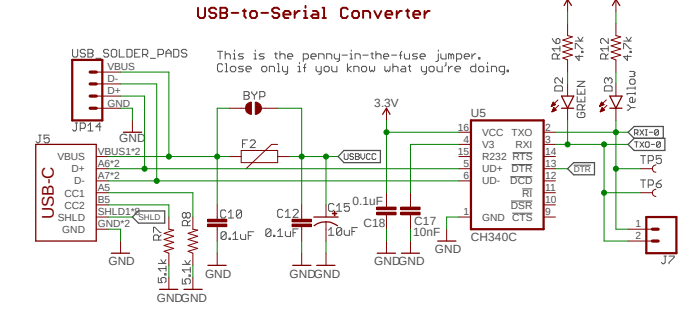 USB-to-Serial Converter
USB_SOLDER_PADS
VBUS
D-
D+
GND
JP14
GND
This is the penny-in-the-fuse jumper.
Close only if you know what you're doing.
BYP
F2
USBVCC
J5
USB-C
VBUS VBUS1*2
D+ A6*2
D- A7*2
CC1 A5
CC2 B5
SHLD SHLD1*
GND GND*2
SHLD
GND
R7
5.1k
GND
R8
5.1k
GND
C10
0.1uF
GND
C12
0.1uF
GND
C15
+
10uF
GND
3.3V
0.1uF
C18
GND
C17
10nF
GND
GND
U5
16 VCC TXO 2
4 V3 RXI 3
15 R232 RTS 14
5 UD+ DTR 13
6 UD- DCD 12
RI 11
DSR 10
1 GND CTS 9
CH340C
DTR
R16
4.7k
D2
GREEN
R12
4.7k
D3
Yellow
RXI-0
TXO-0
TP5
TP6
1
2
J7